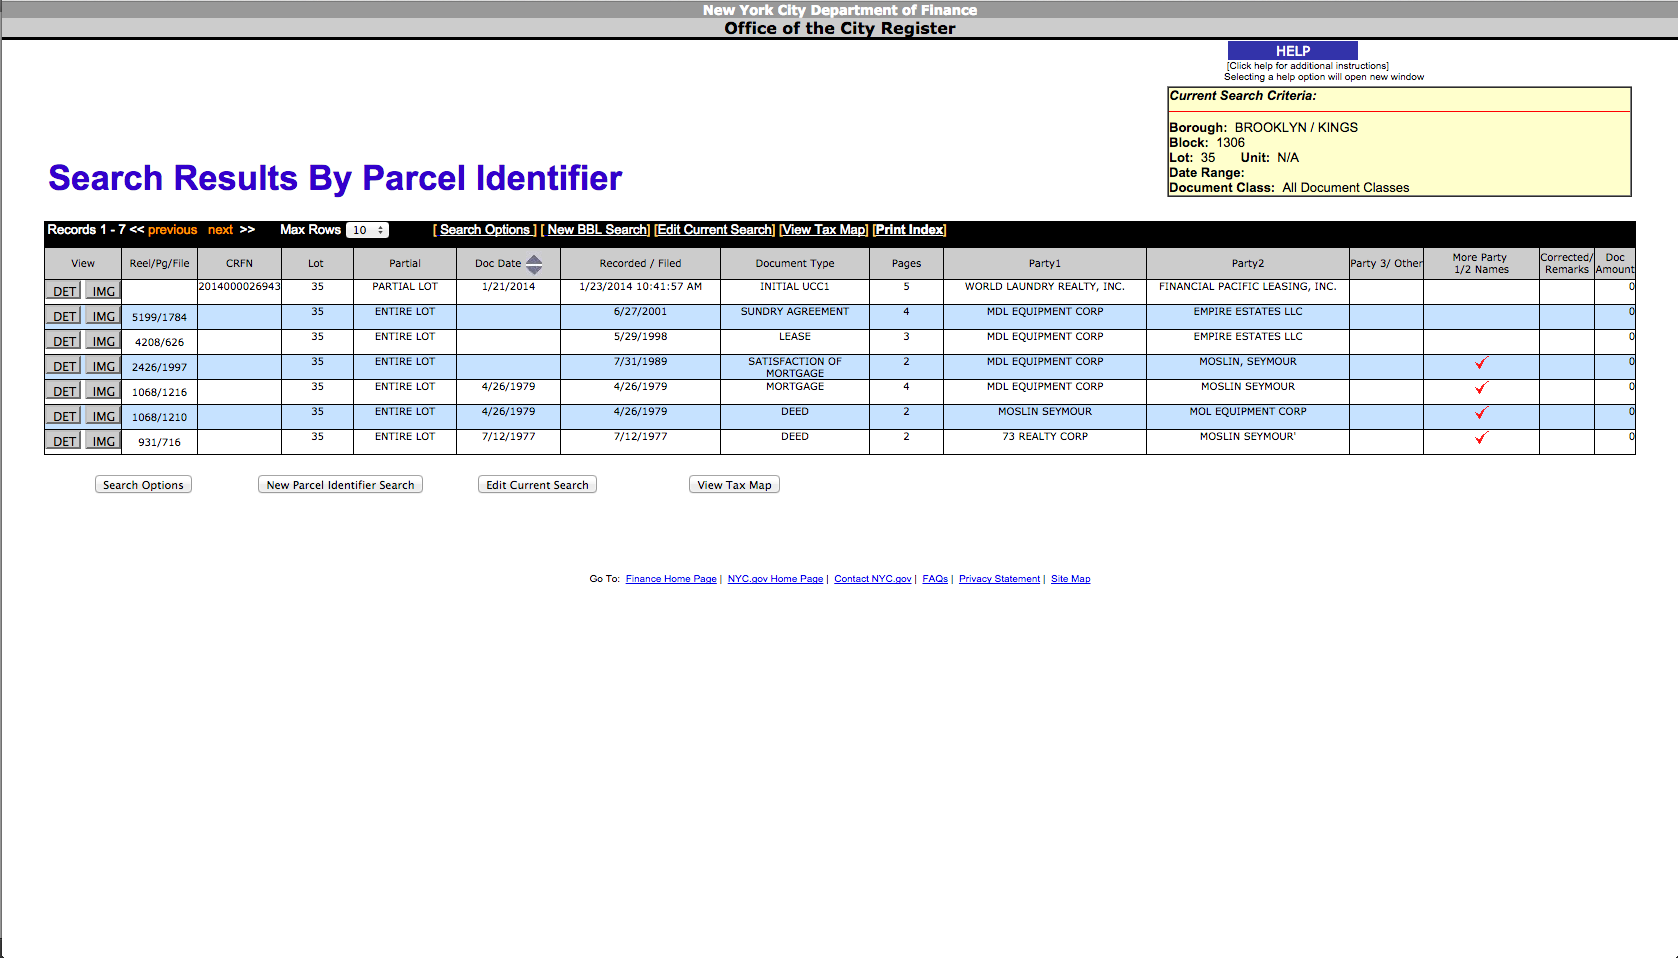 New York City Department of Finance
Office of the City Register
HELP
[Click help for additional instructions]
Selecting a help option will open new window
Current Search Criteria:
Borough: BROOKLYN / KINGS
Block: 1306
Lot: 35 Unit: N/A
Date Range:
Document Class: All Document Classes
Search Results By Parcel Identifier
Records 1 - 7 << previous next >> Max Rows 10 [ Search Options ] [ New BBL Search] [Edit Current Search] [View Tax Map] [Print Index]
View Reel/Pg/File CRFN Lot Partial Doc Date Recorded / Filed Document Type Pages Party1 Party2 Party 3/ Other More Party 1/2 Names Corrected/ Remarks Doc Amount
DET IMG 2014000026943 35 PARTIAL LOT 1/21/2014 1/23/2014 10:41:57 AM INITIAL UCC1 5 WORLD LAUNDRY REALTY, INC. FINANCIAL PACIFIC LEASING, INC. 0
DET IMG 5199/1784 35 ENTIRE LOT 6/27/2001 SUNDRY AGREEMENT 4 MDL EQUIPMENT CORP EMPIRE ESTATES LLC 0
DET IMG 4208/626 35 ENTIRE LOT 5/29/1998 LEASE 3 MDL EQUIPMENT CORP EMPIRE ESTATES LLC 0
DET IMG 2426/1997 35 ENTIRE LOT 7/31/1989 SATISFACTION OF MORTGAGE 2 MDL EQUIPMENT CORP MOSLIN, SEYMOUR 0
DET IMG 1068/1216 35 ENTIRE LOT 4/26/1979 4/26/1979 MORTGAGE 4 MDL EQUIPMENT CORP MOSLIN SEYMOUR 0
DET IMG 1068/1210 35 ENTIRE LOT 4/26/1979 4/26/1979 DEED 2 MOSLIN SEYMOUR MOL EQUIPMENT CORP 0
DET IMG 931/716 35 ENTIRE LOT 7/12/1977 7/12/1977 DEED 2 73 REALTY CORP MOSLIN SEYMOUR' 0
Search Options New Parcel Identifier Search Edit Current Search View Tax Map
Go To: Finance Home Page | NYC.gov Home Page | Contact NYC.gov | FAQs | Privacy Statement | Site Map